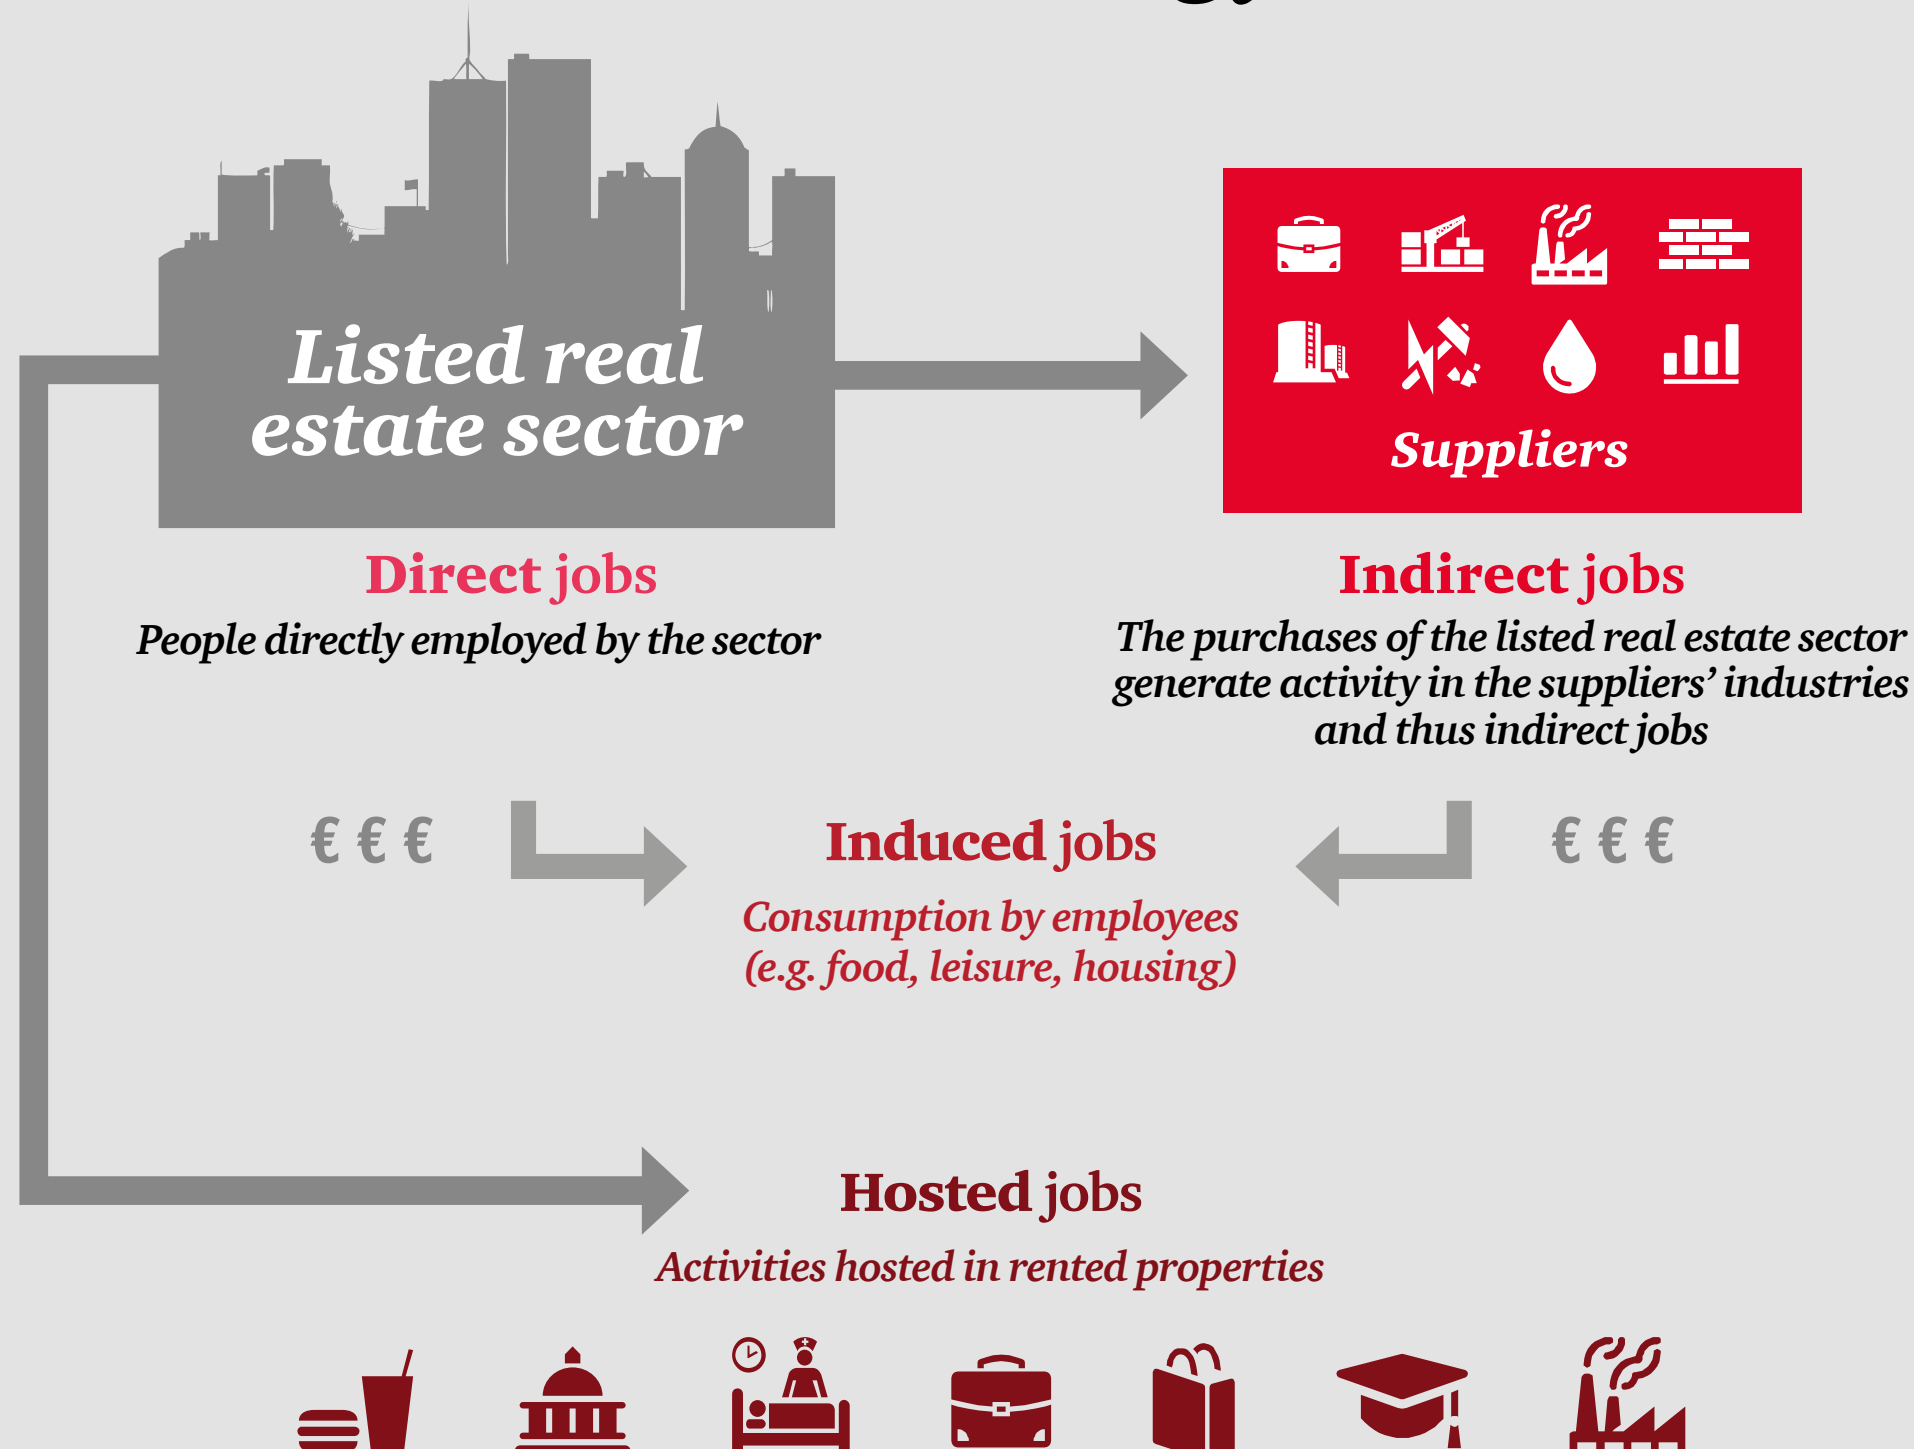 Listed real
estate sector
Suppliers
Direct jobs
People directly employed by the sector
Indirect jobs
The purchases of the listed real estate sector
generate activity in the suppliers’ industries
and thus indirect jobs
€ € €
Induced jobs
€ € €
Consumption by employees
(e.g. food, leisure, housing)
Hosted jobs
Activities hosted in rented properties